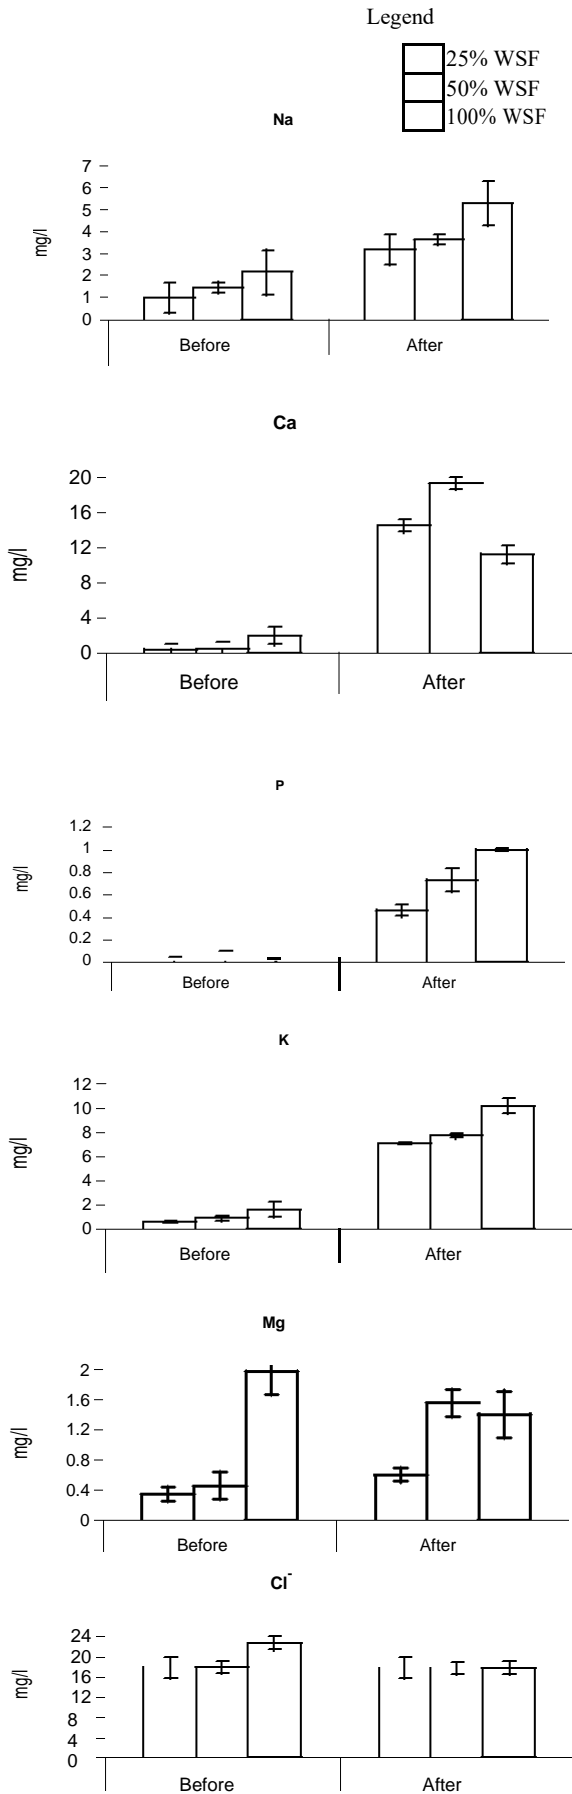 Legend
25% WSF
50% WSF
100% WSF
Na
7
6
5
4
3
2
1
0
mg/l
Before
After
Ca
20
16
12
8
4
0
mg/l
Before
After
P
1.2
1
0.8
0.6
0.4
0.2
0
mg/l
Before
After
K
12
10
8
6
4
2
0
mg/l
Before
After
Mg
2
1.6
1.2
0.8
0.4
0
mg/l
Before
After
Cl⁻
24
20
16
12
8
4
0
mg/l
Before
After